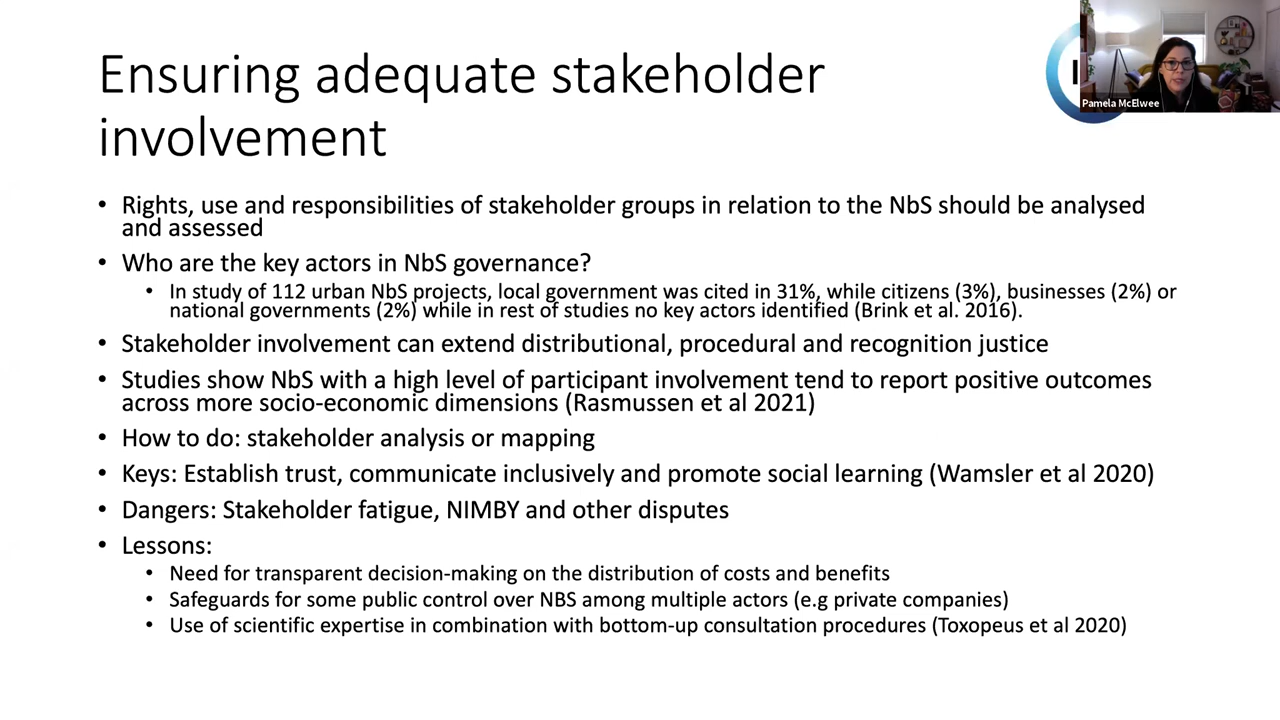 Ensuring adequate stakeholder
involvement
Pamela McElwee
• Rights, use and responsibilities of stakeholder groups in relation to the NbS should be analysed
and assessed
• Who are the key actors in NbS governance?
• In study of 112 urban NbS projects, local government was cited in 31%, while citizens (3%), businesses (2%) or
national governments (2%) while in rest of studies no key actors identified (Brink et al. 2016).
• Stakeholder involvement can extend distributional, procedural and recognition justice
• Studies show NbS with a high level of participant involvement tend to report positive outcomes
across more socio-economic dimensions (Rasmussen et al 2021)
• How to do: stakeholder analysis or mapping
• Keys: Establish trust, communicate inclusively and promote social learning (Wamsler et al 2020)
• Dangers: Stakeholder fatigue, NIMBY and other disputes
• Lessons:
• Need for transparent decision-making on the distribution of costs and benefits
• Safeguards for some public control over NBS among multiple actors (e.g private companies)
• Use of scientific expertise in combination with bottom-up consultation procedures (Toxopeus et al 2020)